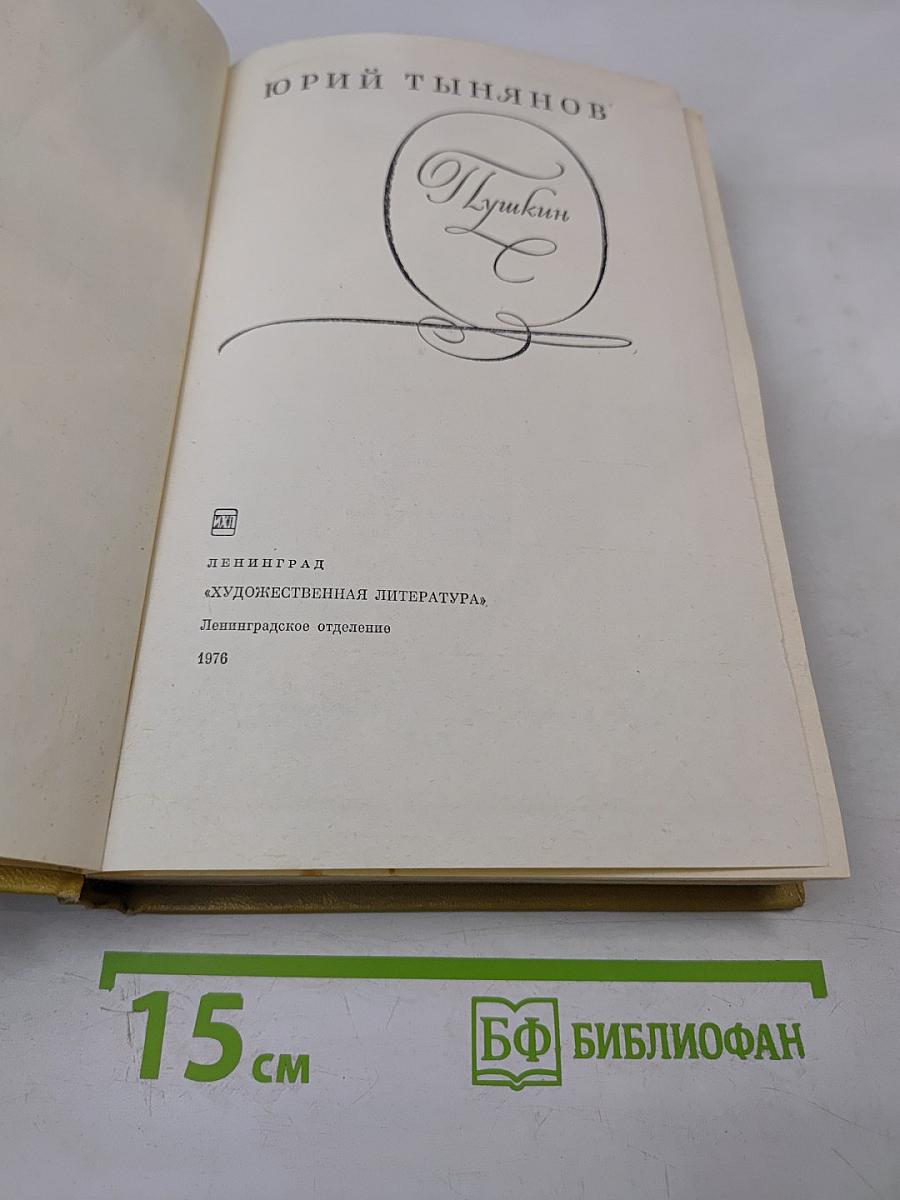 ЮРИЙ ТЫНЯНОВ
Пушкин
ЛЕНИНГРАД
«ХУДОЖЕСТВЕННАЯ ЛИТЕРАТУРА»
Ленинградское отделение
1976
15 см
БФ БИБЛИОФАН